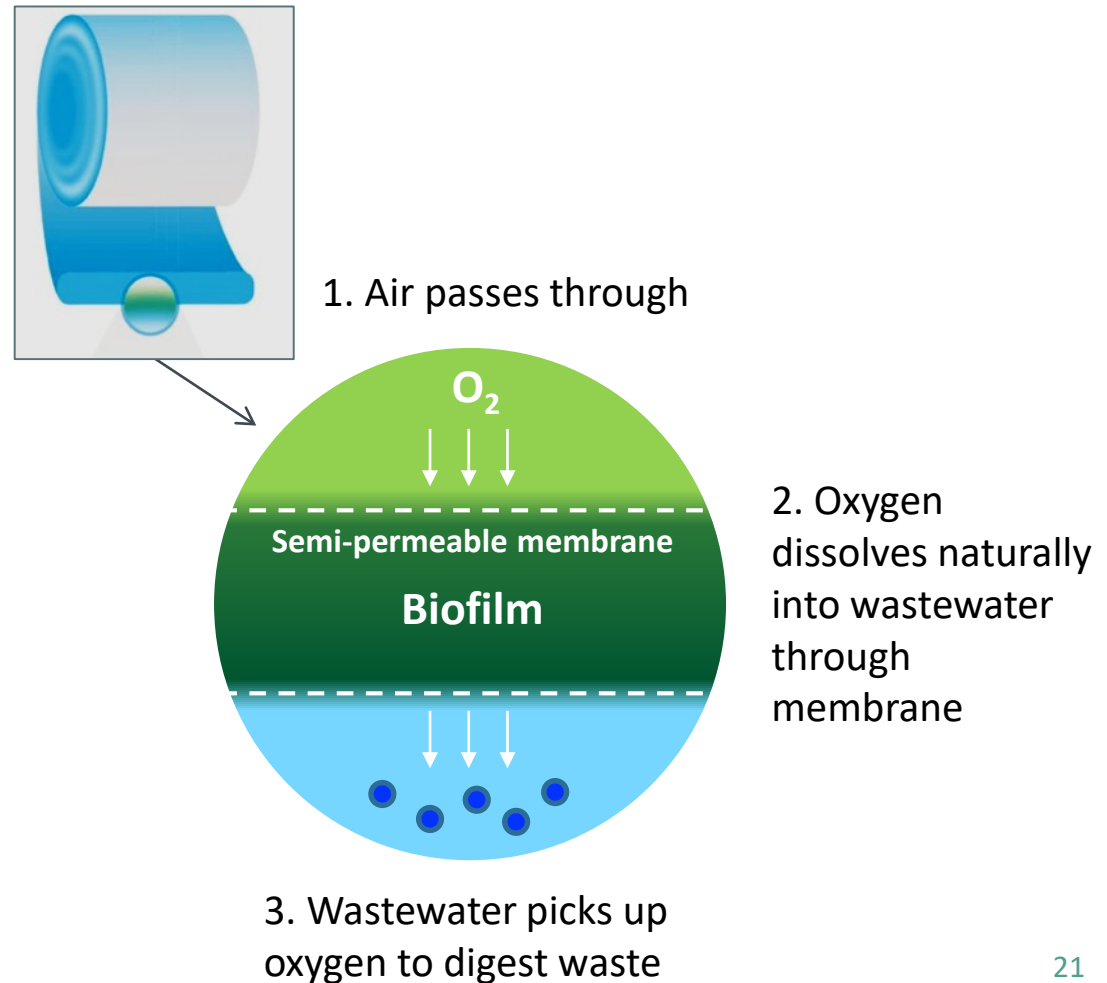 1. Air passes through
O₂
Semi-permeable membrane
Biofilm
2. Oxygen
dissolves naturally
into wastewater
through
membrane
3. Wastewater picks up
oxygen to digest waste
21